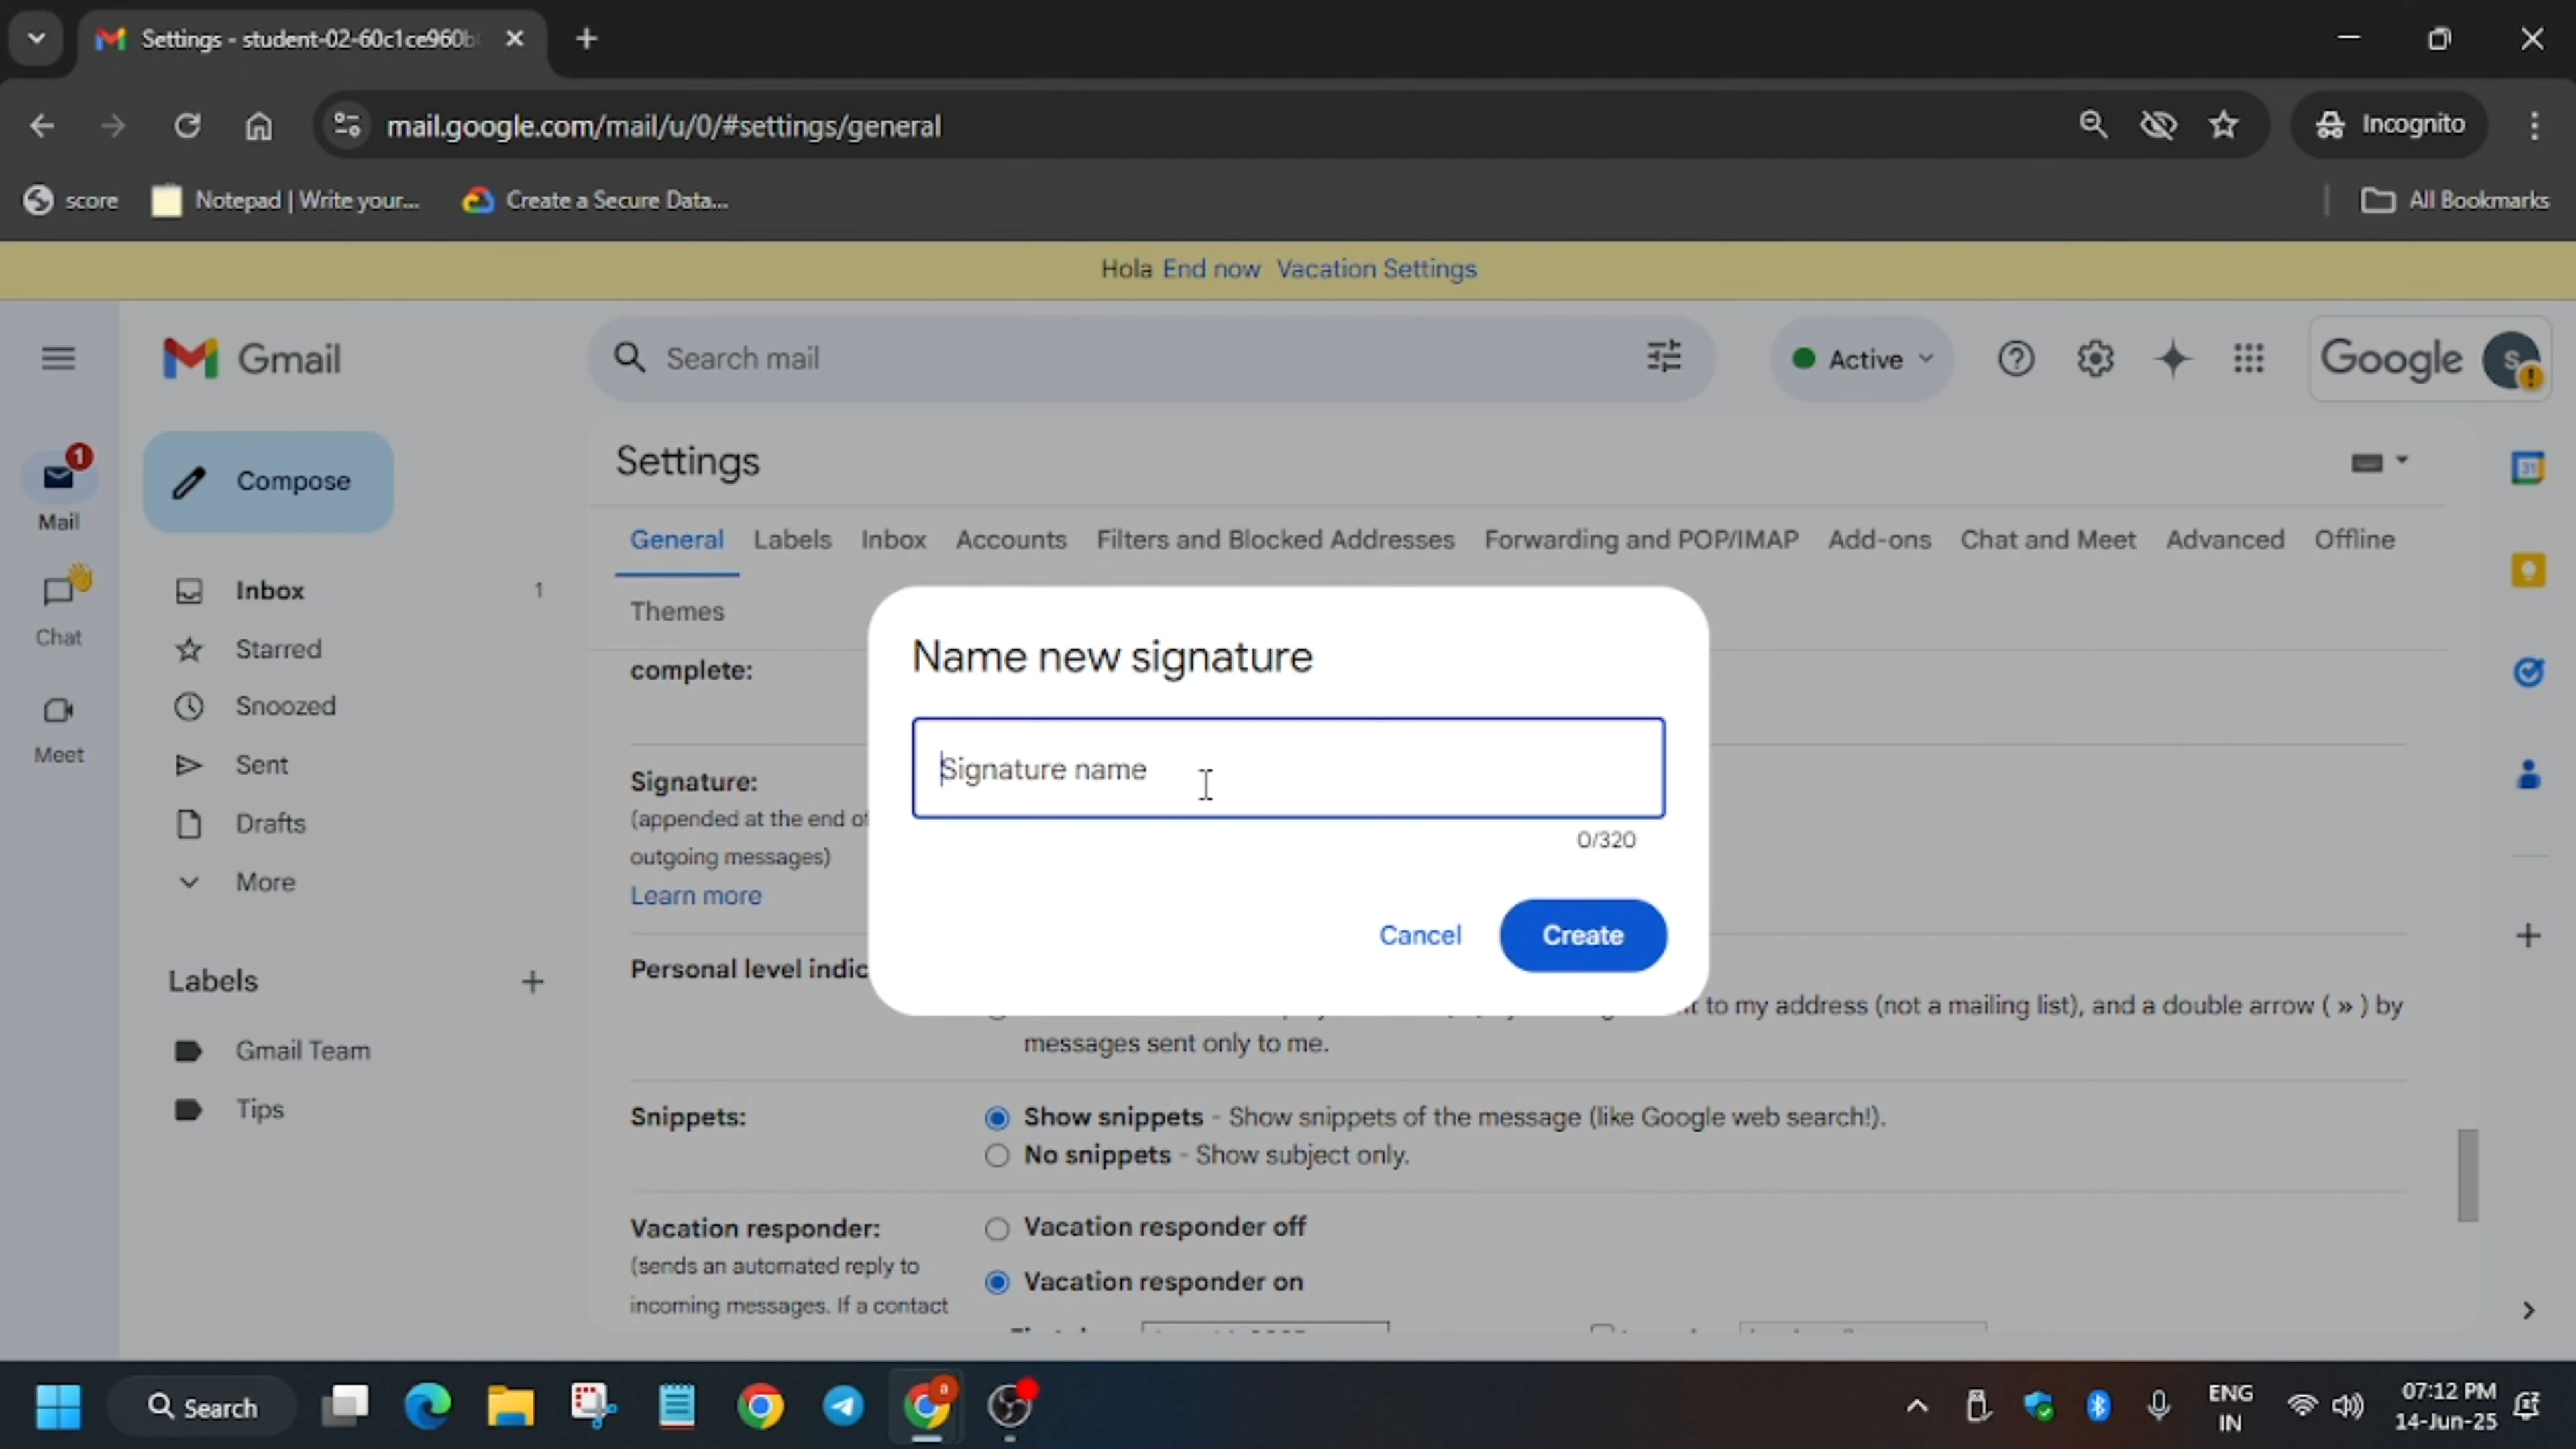 Settings - student-02-60c1ce960b
mail.google.com/mail/u/0/#settings/general
Incognito
score
Notepad | Write your...
Create a Secure Data...
All Bookmarks
Hola End now Vacation Settings
Gmail
Search mail
Active
Google
S
Compose
Settings
1
Mail
General Labels Inbox Accounts Filters and Blocked Addresses Forwarding and POP/IMAP Add-ons Chat and Meet Advanced Offline
Themes
Inbox 1
Starred
Chat
Snoozed
Meet
Sent
Drafts
More
Labels
Gmail Team
Tips
complete:
Signature:
(appended at the end of
outgoing messages)
Learn more
Name new signature
Signature name
0/320
Cancel
Create
Personal level indic
t to my address (not a mailing list), and a double arrow ( » ) by
messages sent only to me.
Snippets:
Show snippets - Show snippets of the message (like Google web search!).
No snippets - Show subject only.
Vacation responder:
(sends an automated reply to
incoming messages. If a contact
Vacation responder off
Vacation responder on
31
Search
a
ENG
IN
07:12 PM
14-Jun-25